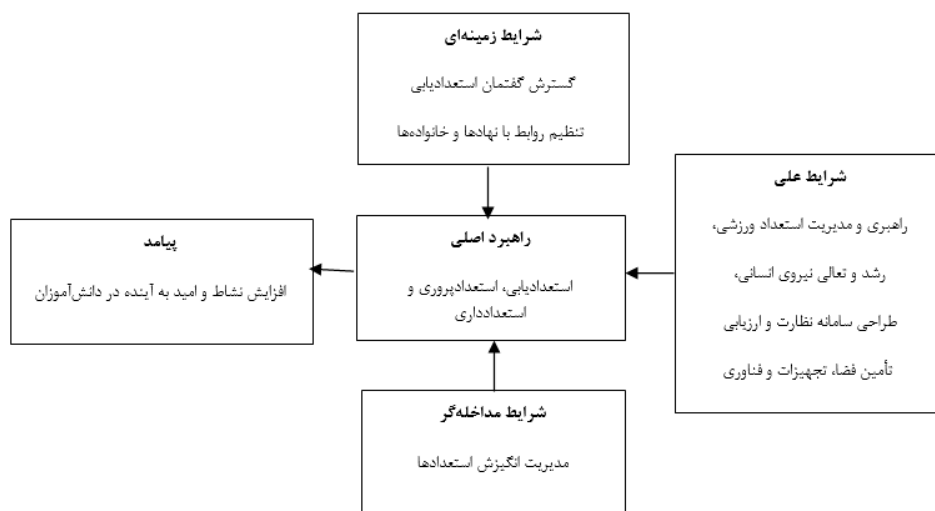 شرایط زمینه‌ای
گسترش گفتمان استعدادیابی
تنظیم روابط با نهادها و خانواده‌ها
شرایط علی
راهبری و مدیریت استعداد ورزشی،
رشد و تعالی نیروی انسانی،
طراحی سامانه نظارت و ارزیابی
تأمین فضا، تجهیزات و فناوری
راهبرد اصلی
استعدادیابی، استعدادپروری و
استعدادداری
پیامد
افزایش نشاط و امید به آینده در دانش‌آموزان
شرایط مداخله‌گر
مدیریت انگیزش استعدادها